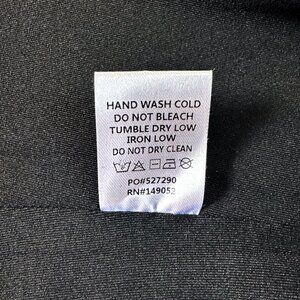 HAND WASH COLD
DO NOT BLEACH
TUMBLE DRY LOW
IRON LOW
DO NOT DRY CLEAN
PO#527290
RN#149052